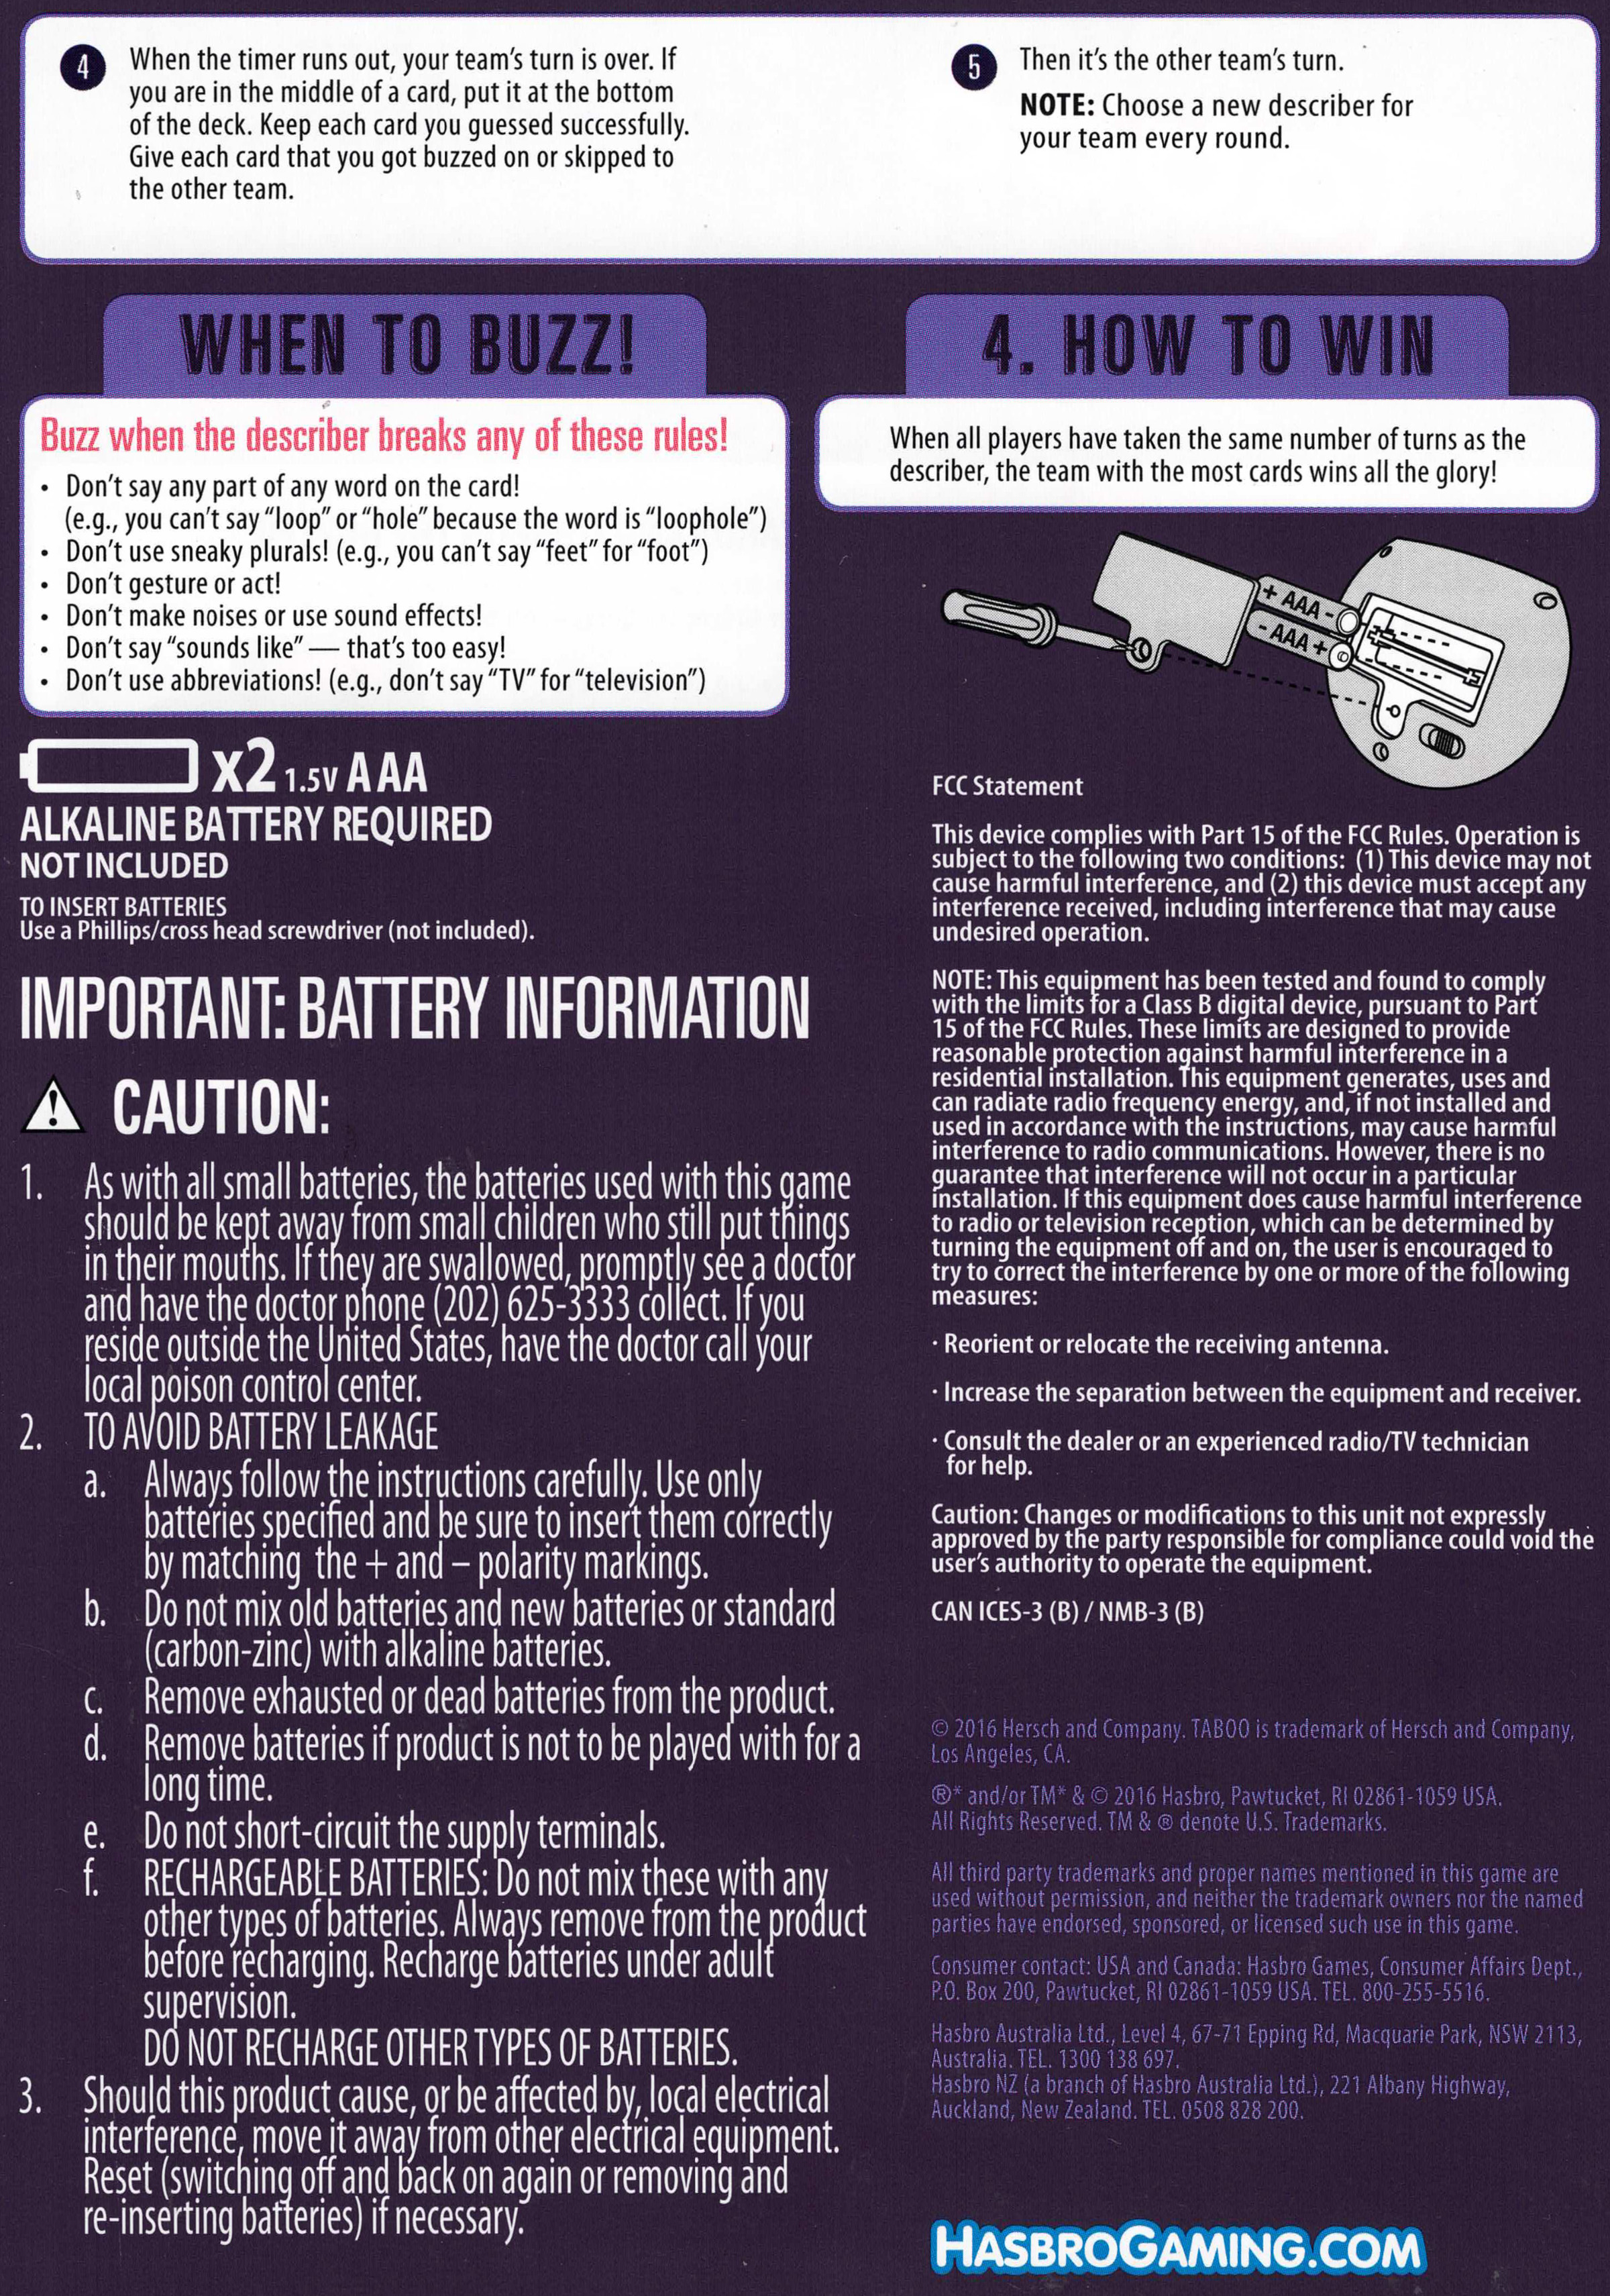 4 When the timer runs out, your team's turn is over. If
you are in the middle of a card, put it at the bottom
of the deck. Keep each card you guessed successfully.
Give each card that you got buzzed on or skipped to
the other team.
5 Then it's the other team's turn.
NOTE: Choose a new describer for
your team every round.
WHEN TO BUZZ!
Buzz when the describer breaks any of these rules!
• Don't say any part of any word on the card!
(e.g., you can't say "loop" or "hole" because the word is "loophole")
• Don't use sneaky plurals! (e.g., you can't say "feet" for "foot")
• Don't gesture or act!
• Don't make noises or use sound effects!
• Don't say "sounds like" — that's too easy!
• Don't use abbreviations! (e.g., don't say "TV" for "television")
4. HOW TO WIN
When all players have taken the same number of turns as the
describer, the team with the most cards wins all the glory!
+ AAA -
- AAA +
x2 1.5V AAA
ALKALINE BATTERY REQUIRED
NOT INCLUDED
TO INSERT BATTERIES
Use a Phillips/cross head screwdriver (not included).
IMPORTANT: BATTERY INFORMATION
! CAUTION:
1. As with all small batteries, the batteries used with this game
should be kept away from small children who still put things
in their mouths. If they are swallowed, promptly see a doctor
and have the doctor phone (202) 625-3333 collect. If you
reside outside the United States, have the doctor call your
local poison control center.
2. TO AVOID BATTERY LEAKAGE
a. Always follow the instructions carefully. Use only
batteries specified and be sure to insert them correctly
by matching the + and – polarity markings.
b. Do not mix old batteries and new batteries or standard
(carbon-zinc) with alkaline batteries.
c. Remove exhausted or dead batteries from the product.
d. Remove batteries if product is not to be played with for a
long time.
e. Do not short-circuit the supply terminals.
f. RECHARGEABLE BATTERIES: Do not mix these with any
other types of batteries. Always remove from the product
before recharging. Recharge batteries under adult
supervision.
DO NOT RECHARGE OTHER TYPES OF BATTERIES.
3. Should this product cause, or be affected by, local electrical
interference, move it away from other electrical equipment.
Reset (switching off and back on again or removing and
re-inserting batteries) if necessary.
FCC Statement
This device complies with Part 15 of the FCC Rules. Operation is
subject to the following two conditions: (1) This device may not
cause harmful interference, and (2) this device must accept any
interference received, including interference that may cause
undesired operation.
NOTE: This equipment has been tested and found to comply
with the limits for a Class B digital device, pursuant to Part
15 of the FCC Rules. These limits are designed to provide
reasonable protection against harmful interference in a
residential installation. This equipment generates, uses and
can radiate radio frequency energy, and, if not installed and
used in accordance with the instructions, may cause harmful
interference to radio communications. However, there is no
guarantee that interference will not occur in a particular
installation. If this equipment does cause harmful interference
to radio or television reception, which can be determined by
turning the equipment off and on, the user is encouraged to
try to correct the interference by one or more of the following
measures:
· Reorient or relocate the receiving antenna.
· Increase the separation between the equipment and receiver.
· Consult the dealer or an experienced radio/TV technician
for help.
Caution: Changes or modifications to this unit not expressly
approved by the party responsible for compliance could void the
user's authority to operate the equipment.
CAN ICES-3 (B) / NMB-3 (B)
© 2016 Hersch and Company. TABOO is trademark of Hersch and Company,
Los Angeles, CA.
®* and/or TM* & © 2016 Hasbro, Pawtucket, RI 02861-1059 USA.
All Rights Reserved. TM & ® denote U.S. Trademarks.
All third party trademarks and proper names mentioned in this game are
used without permission, and neither the trademark owners nor the named
parties have endorsed, sponsored, or licensed such use in this game.
Consumer contact: USA and Canada: Hasbro Games, Consumer Affairs Dept.,
P.O. Box 200, Pawtucket, RI 02861-1059 USA. TEL. 800-255-5516.
Hasbro Australia Ltd., Level 4, 67-71 Epping Rd, Macquarie Park, NSW 2113,
Australia. TEL. 1300 138 697.
Hasbro NZ (a branch of Hasbro Australia Ltd.), 221 Albany Highway,
Auckland, New Zealand. TEL. 0508 828 200.
HASBROGAMING.COM